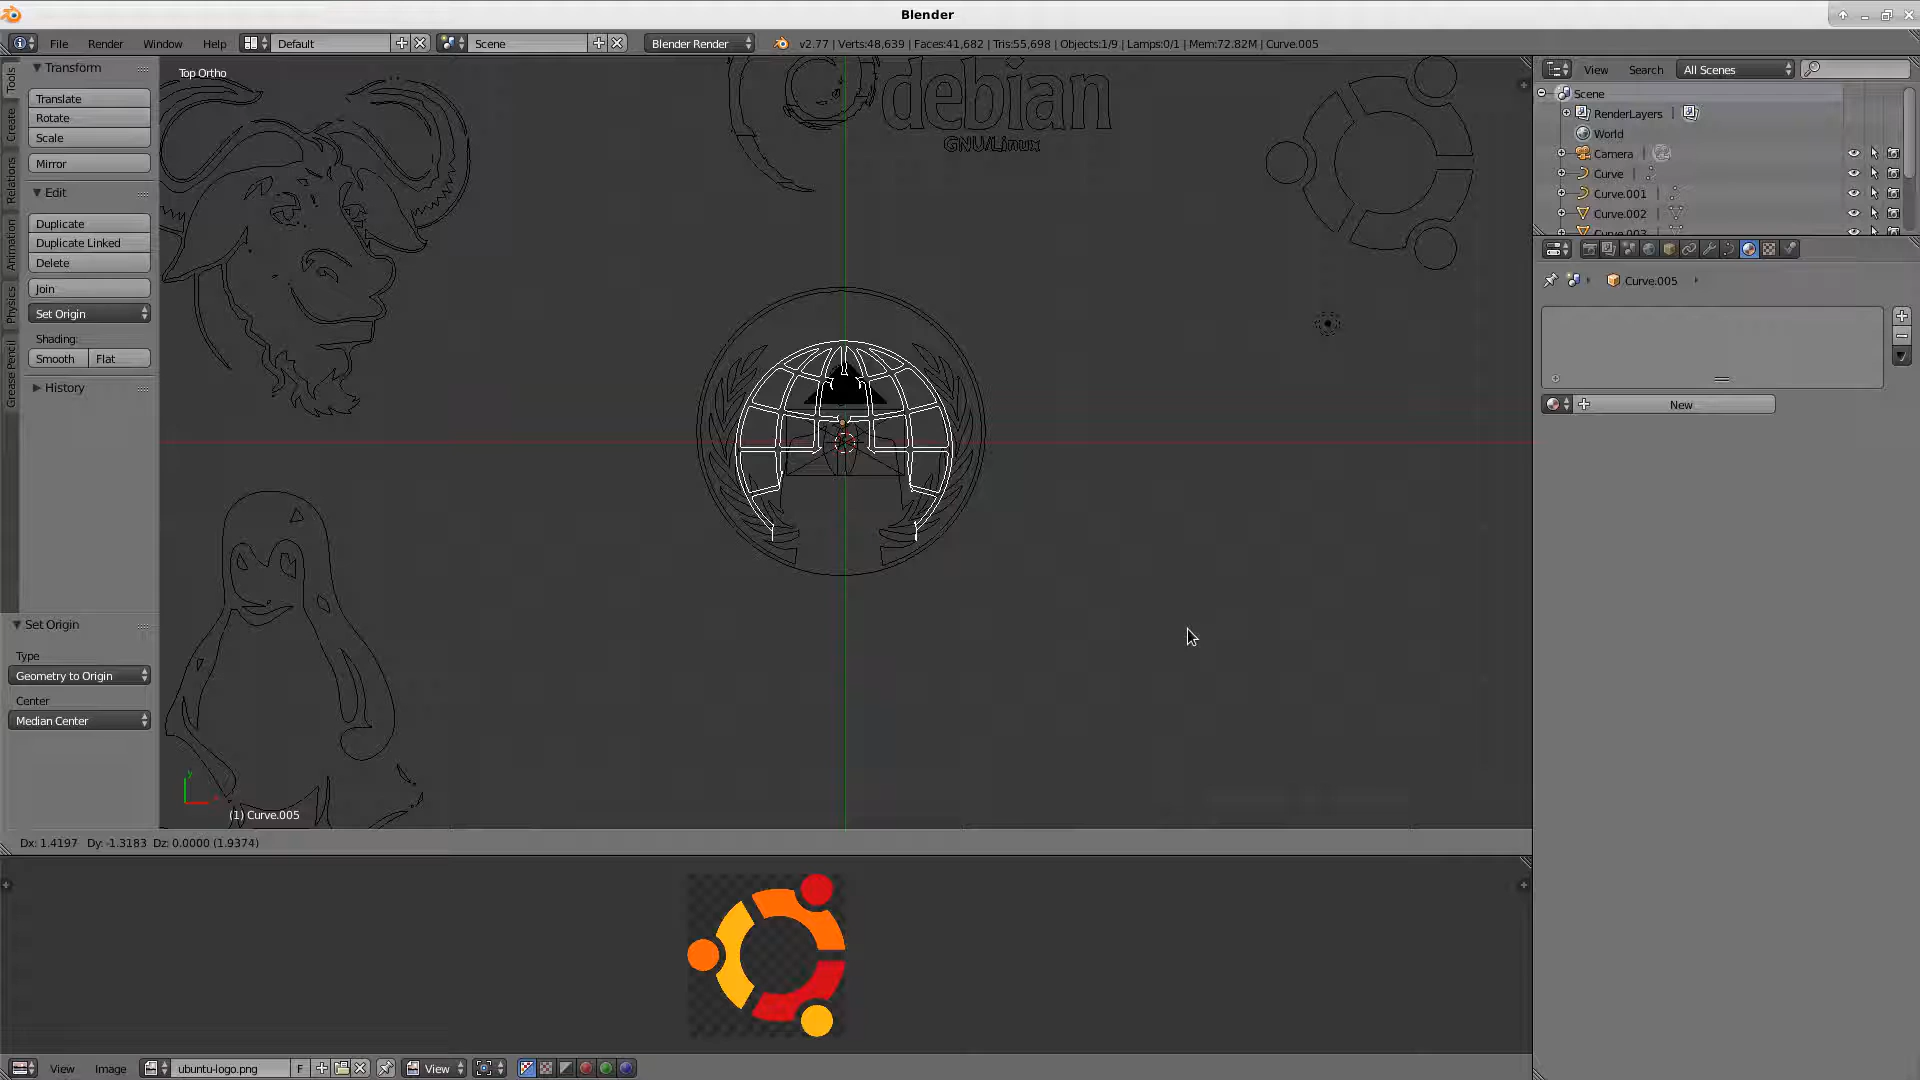 Blender
File Render Window Help Default Scene Blender Render v2.77 | Verts:48,639 | Faces:41,682 | Tris:55,698 | Objects:1/9 | Lamps:0/1 | Mem:72.82M | Curve.005
Tools
Create
Relations
Animation
Physics
Grease Pencil
Transform
Translate
Rotate
Scale
Mirror
Edit
Duplicate
Duplicate Linked
Delete
Join
Set Origin
Shading:
Smooth Flat
History
Set Origin
Type
Geometry to Origin
Center
Median Center
Top Ortho
debian
GNU/Linux
(1) Curve.005
Dx: 1.4197 Dy: -1.3183 Dz: 0.0000 (1.9374)
View Search All Scenes
Scene
RenderLayers
World
Camera
Curve
Curve.001
Curve.002
Curve.003
Curve.005
New
View Image ubuntu-logo.png F View